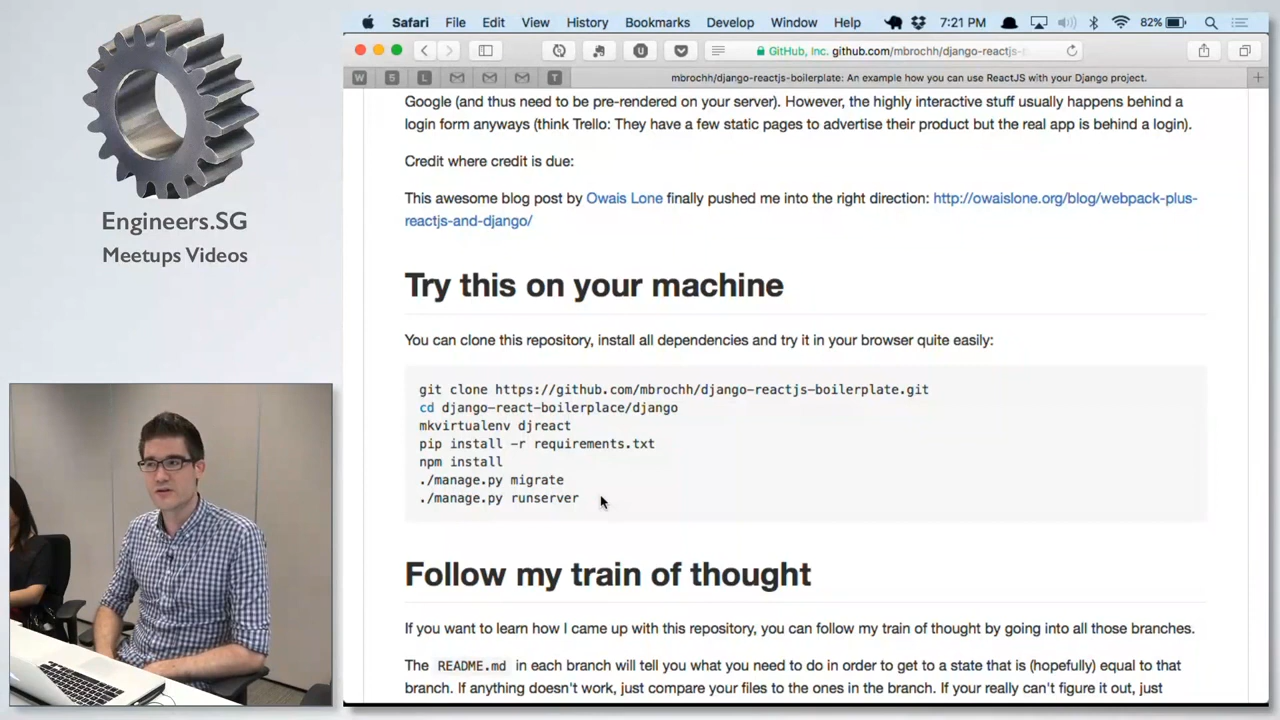 Safari File Edit View History Bookmarks Develop Window Help 7:21 PM 82%
GitHub, Inc. github.com/mbrochh/django-reactjs-
W 5 L T mbrochh/django-reactjs-boilerplate: An example how you can use ReactJS with your Django project.
Google (and thus need to be pre-rendered on your server). However, the highly interactive stuff usually happens behind a
login form anyways (think Trello: They have a few static pages to advertise their product but the real app is behind a login).
Credit where credit is due:
This awesome blog post by Owais Lone finally pushed me into the right direction: http://owaislone.org/blog/webpack-plus-
reactjs-and-django/
Try this on your machine
You can clone this repository, install all dependencies and try it in your browser quite easily:
git clone https://github.com/mbrochh/django-reactjs-boilerplate.git
cd django-react-boilerplace/django
mkvirtualenv djreact
pip install -r requirements.txt
npm install
./manage.py migrate
./manage.py runserver
Follow my train of thought
If you want to learn how I came up with this repository, you can follow my train of thought by going into all those branches.
The README.md in each branch will tell you what you need to do in order to get to a state that is (hopefully) equal to that
branch. If anything doesn't work, just compare your files to the ones in the branch. If your really can't figure it out, just
Engineers.SG
Meetups Videos